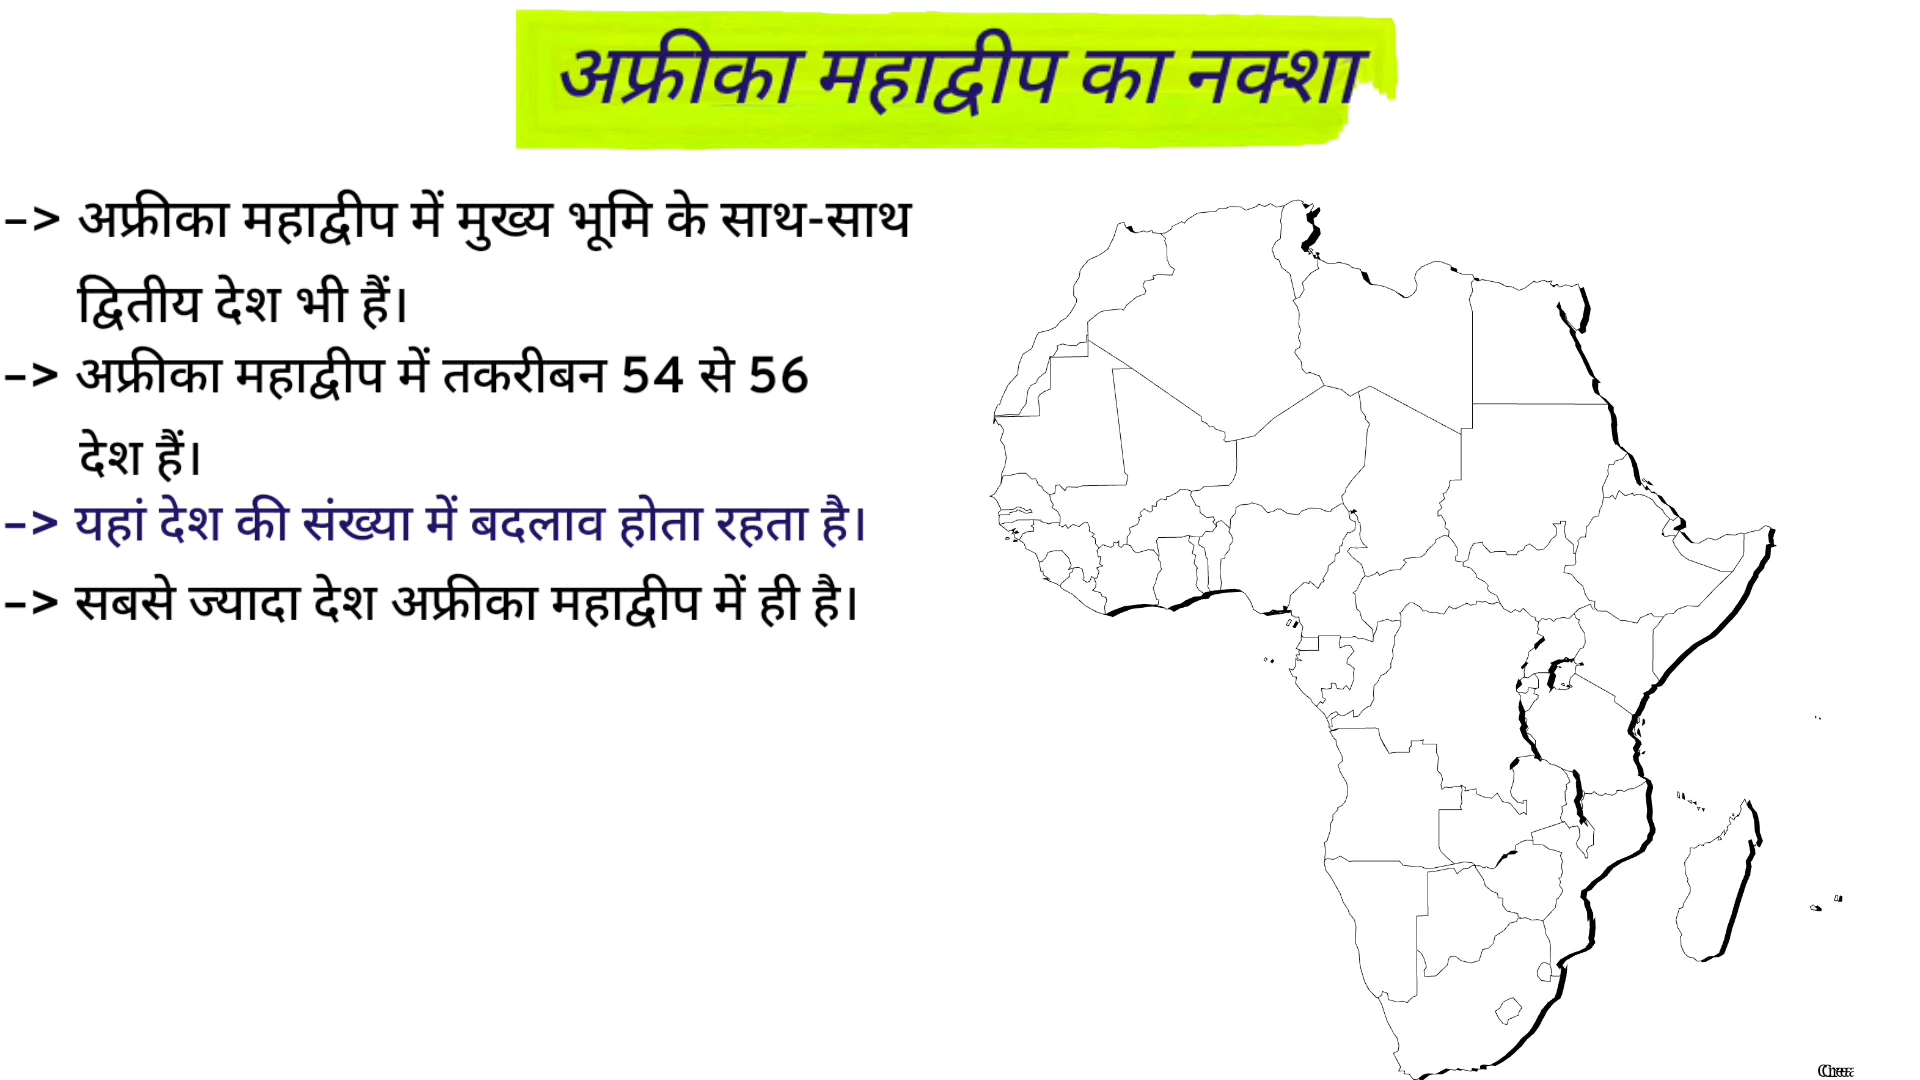 अफ्रीका महाद्वीप का नक्शा
–> अफ्रीका महाद्वीप में मुख्य भूमि के साथ-साथ
द्वितीय देश भी हैं।
–> अफ्रीका महाद्वीप में तकरीबन 54 से 56
देश हैं।
–> यहां देश की संख्या में बदलाव होता रहता है।
–> सबसे ज्यादा देश अफ्रीका महाद्वीप में ही है।